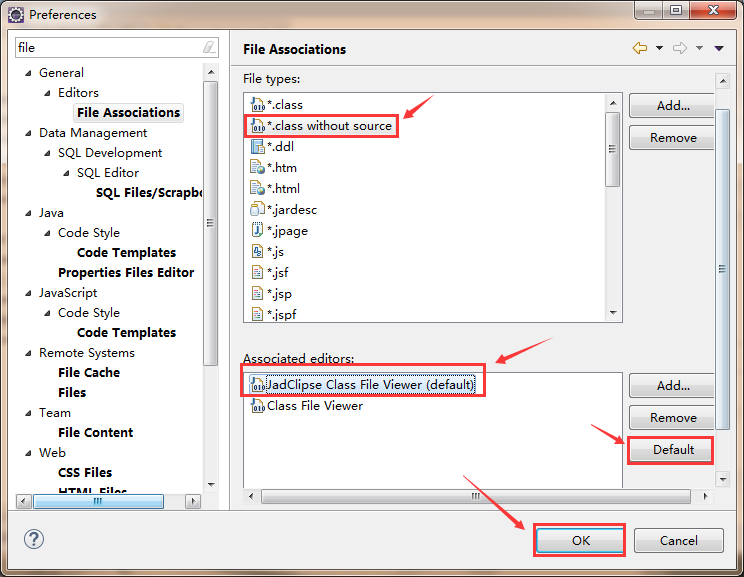 Preferences
file
General
Editors
File Associations
Data Management
SQL Development
SQL Editor
SQL Files/Scrapbo
Java
Code Style
Code Templates
Properties Files Editor
JavaScript
Code Style
Code Templates
Remote Systems
File Cache
Files
Team
File Content
Web
CSS Files
HTML Files
File Associations
File types:
*.class
*.class without source
*.ddl
*.htm
*.html
*.jardesc
*.jpage
*.js
*.jsf
*.jsp
*.jspf
Add...
Remove
Associated editors:
JadClipse Class File Viewer (default)
Class File Viewer
Add...
Remove
Default
OK
Cancel